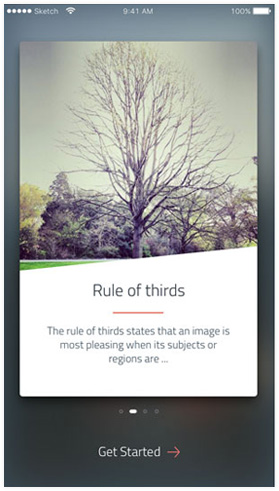 Sketch 9:41 AM 100%
Rule of thirds
The rule of thirds states that an image is
most pleasing when its subjects or
regions are ...
Get Started